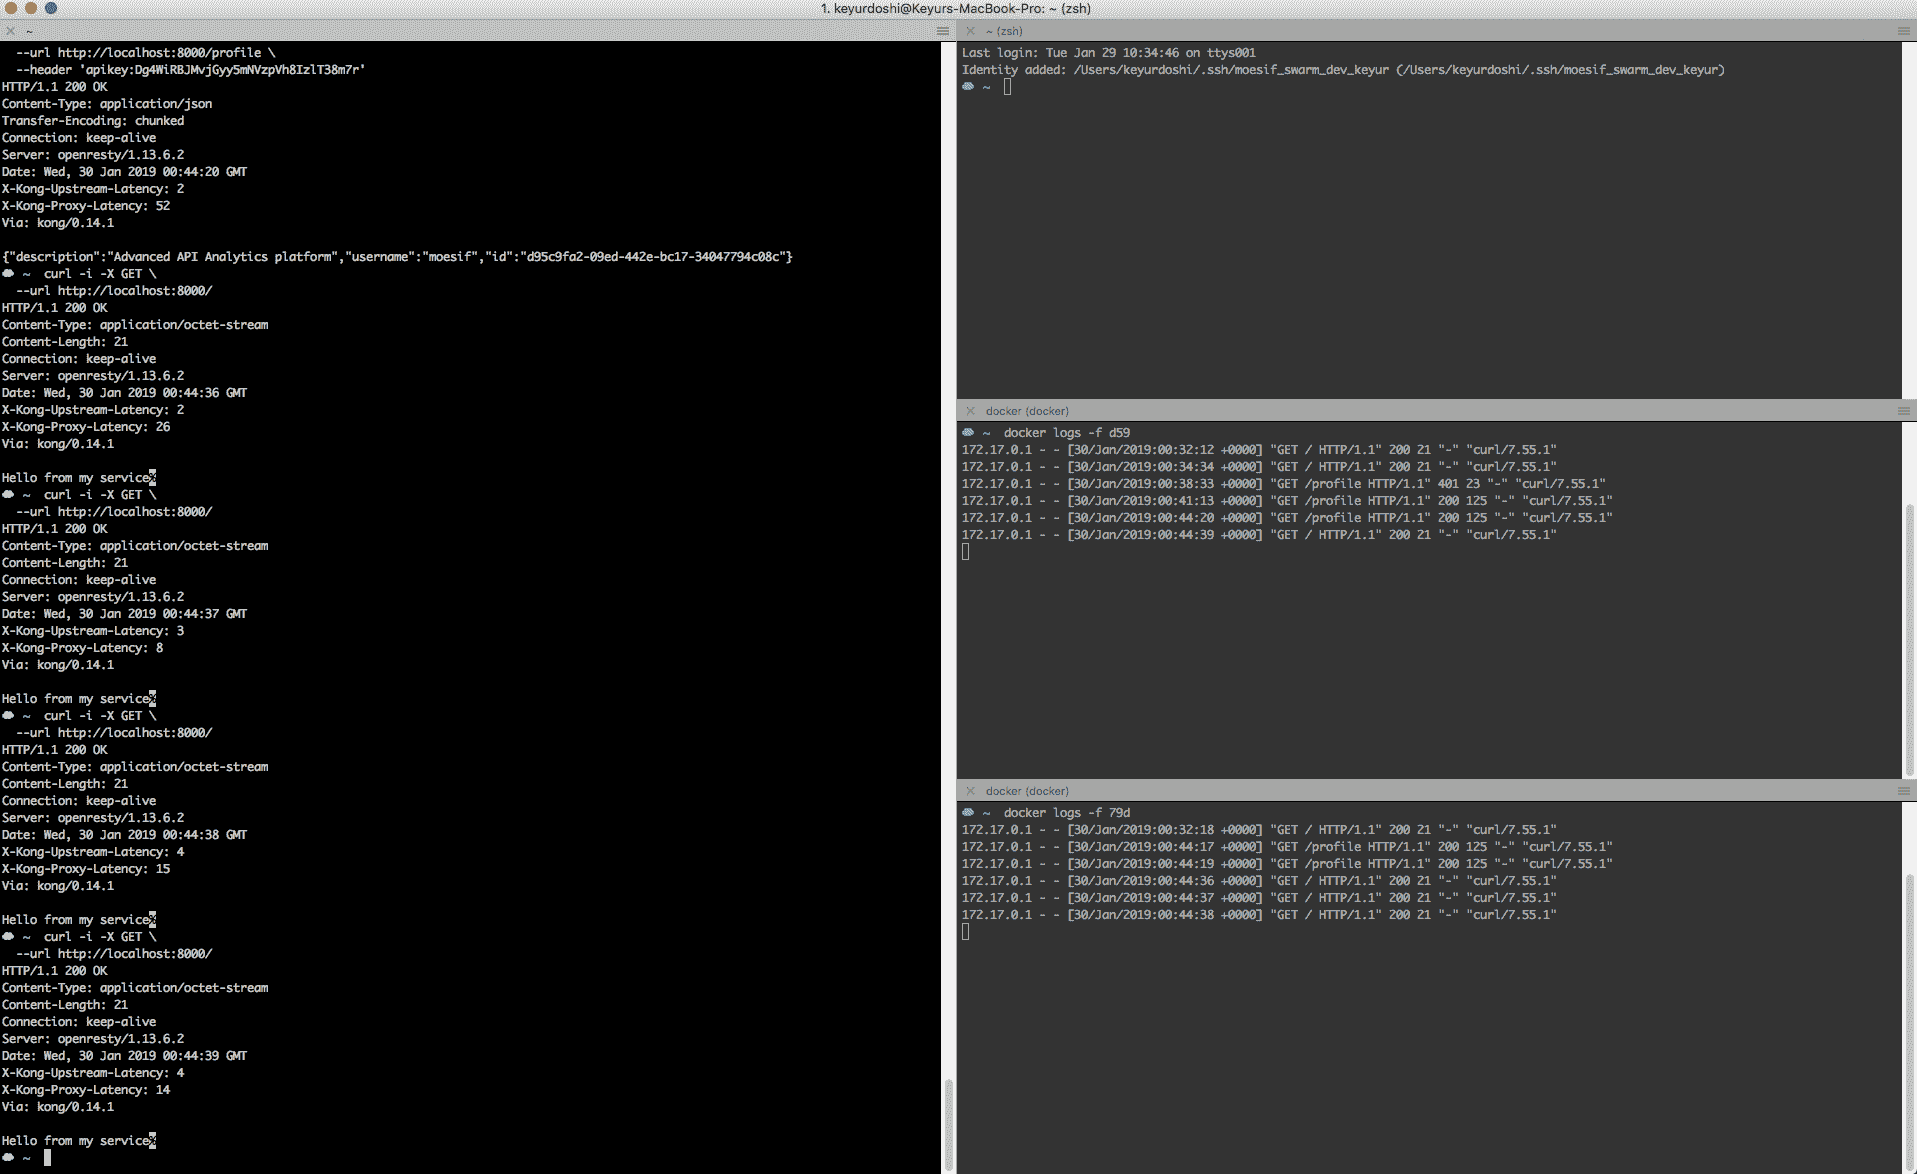 1. keyurdoshi@Keyurs-MacBook-Pro: ~ (zsh)
~
--url http://localhost:8000/profile \
--header 'apikey:Dg4WiRBJMvjGyy5mNVzpVh8IzlT38m7r'
HTTP/1.1 200 OK
Content-Type: application/json
Transfer-Encoding: chunked
Connection: keep-alive
Server: openresty/1.13.6.2
Date: Wed, 30 Jan 2019 00:44:20 GMT
X-Kong-Upstream-Latency: 2
X-Kong-Proxy-Latency: 52
Via: kong/0.14.1
{"description":"Advanced API Analytics platform","username":"moesif","id":"d95c9fa2-09ed-442e-bc17-34047794c08c"}
~ curl -i -X GET \
--url http://localhost:8000/
HTTP/1.1 200 OK
Content-Type: application/octet-stream
Content-Length: 21
Connection: keep-alive
Server: openresty/1.13.6.2
Date: Wed, 30 Jan 2019 00:44:36 GMT
X-Kong-Upstream-Latency: 2
X-Kong-Proxy-Latency: 26
Via: kong/0.14.1
Hello from my service%
~ curl -i -X GET \
--url http://localhost:8000/
HTTP/1.1 200 OK
Content-Type: application/octet-stream
Content-Length: 21
Connection: keep-alive
Server: openresty/1.13.6.2
Date: Wed, 30 Jan 2019 00:44:37 GMT
X-Kong-Upstream-Latency: 3
X-Kong-Proxy-Latency: 8
Via: kong/0.14.1
Hello from my service%
~ curl -i -X GET \
--url http://localhost:8000/
HTTP/1.1 200 OK
Content-Type: application/octet-stream
Content-Length: 21
Connection: keep-alive
Server: openresty/1.13.6.2
Date: Wed, 30 Jan 2019 00:44:38 GMT
X-Kong-Upstream-Latency: 4
X-Kong-Proxy-Latency: 15
Via: kong/0.14.1
Hello from my service%
~ curl -i -X GET \
--url http://localhost:8000/
HTTP/1.1 200 OK
Content-Type: application/octet-stream
Content-Length: 21
Connection: keep-alive
Server: openresty/1.13.6.2
Date: Wed, 30 Jan 2019 00:44:39 GMT
X-Kong-Upstream-Latency: 4
X-Kong-Proxy-Latency: 14
Via: kong/0.14.1
Hello from my service%
~
~ (zsh)
Last login: Tue Jan 29 10:34:46 on ttys001
Identity added: /Users/keyurdoshi/.ssh/moesif_swarm_dev_keyur (/Users/keyurdoshi/.ssh/moesif_swarm_dev_keyur)
~
docker (docker)
~ docker logs -f d59
172.17.0.1 - - [30/Jan/2019:00:32:12 +0000] "GET / HTTP/1.1" 200 21 "-" "curl/7.55.1"
172.17.0.1 - - [30/Jan/2019:00:34:34 +0000] "GET / HTTP/1.1" 200 21 "-" "curl/7.55.1"
172.17.0.1 - - [30/Jan/2019:00:38:33 +0000] "GET /profile HTTP/1.1" 401 23 "-" "curl/7.55.1"
172.17.0.1 - - [30/Jan/2019:00:41:13 +0000] "GET /profile HTTP/1.1" 200 125 "-" "curl/7.55.1"
172.17.0.1 - - [30/Jan/2019:00:44:20 +0000] "GET /profile HTTP/1.1" 200 125 "-" "curl/7.55.1"
172.17.0.1 - - [30/Jan/2019:00:44:39 +0000] "GET / HTTP/1.1" 200 21 "-" "curl/7.55.1"
docker (docker)
~ docker logs -f 79d
172.17.0.1 - - [30/Jan/2019:00:32:18 +0000] "GET / HTTP/1.1" 200 21 "-" "curl/7.55.1"
172.17.0.1 - - [30/Jan/2019:00:44:17 +0000] "GET /profile HTTP/1.1" 200 125 "-" "curl/7.55.1"
172.17.0.1 - - [30/Jan/2019:00:44:19 +0000] "GET /profile HTTP/1.1" 200 125 "-" "curl/7.55.1"
172.17.0.1 - - [30/Jan/2019:00:44:36 +0000] "GET / HTTP/1.1" 200 21 "-" "curl/7.55.1"
172.17.0.1 - - [30/Jan/2019:00:44:37 +0000] "GET / HTTP/1.1" 200 21 "-" "curl/7.55.1"
172.17.0.1 - - [30/Jan/2019:00:44:38 +0000] "GET / HTTP/1.1" 200 21 "-" "curl/7.55.1"